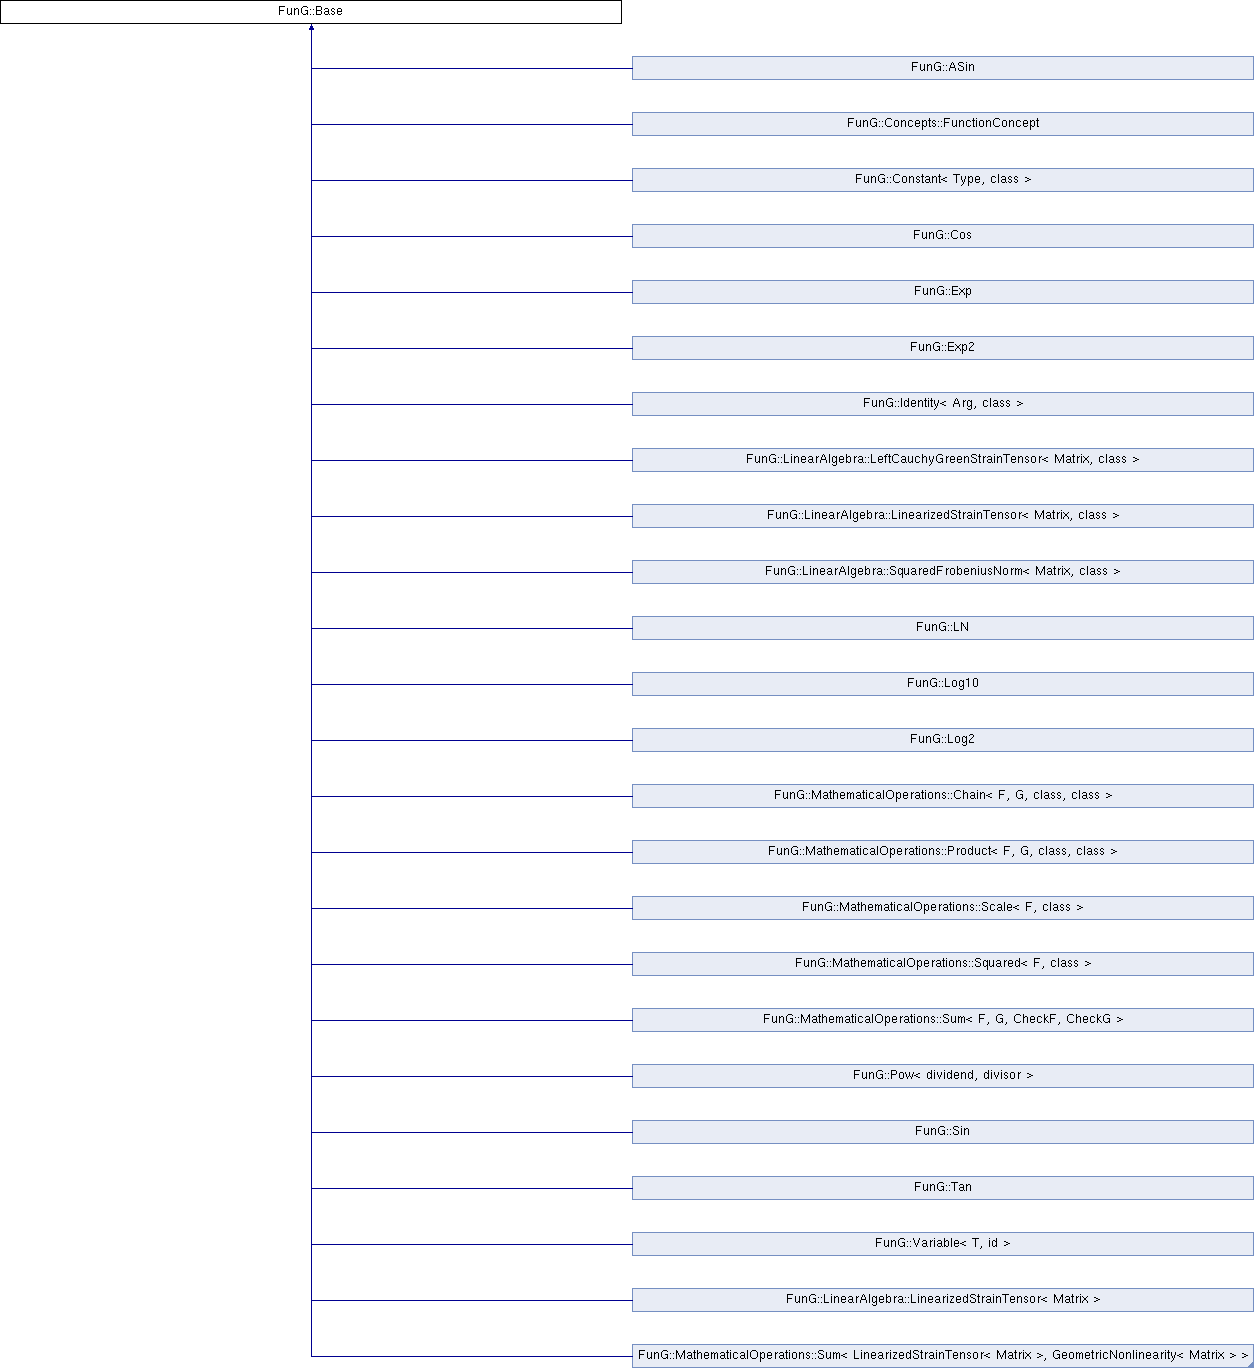 FunG::Base
FunG::ASin
FunG::Concepts::FunctionConcept
FunG::Constant< Type, class >
FunG::Cos
FunG::Exp
FunG::Exp2
FunG::Identity< Arg, class >
FunG::LinearAlgebra::LeftCauchyGreenStrainTensor< Matrix, class >
FunG::LinearAlgebra::LinearizedStrainTensor< Matrix, class >
FunG::LinearAlgebra::SquaredFrobeniusNorm< Matrix, class >
FunG::LN
FunG::Log10
FunG::Log2
FunG::MathematicalOperations::Chain< F, G, class, class >
FunG::MathematicalOperations::Product< F, G, class, class >
FunG::MathematicalOperations::Scale< F, class >
FunG::MathematicalOperations::Squared< F, class >
FunG::MathematicalOperations::Sum< F, G, CheckF, CheckG >
FunG::Pow< dividend, divisor >
FunG::Sin
FunG::Tan
FunG::Variable< T, id >
FunG::LinearAlgebra::LinearizedStrainTensor< Matrix >
FunG::MathematicalOperations::Sum< LinearizedStrainTensor< Matrix >, GeometricNonlinearity< Matrix > >